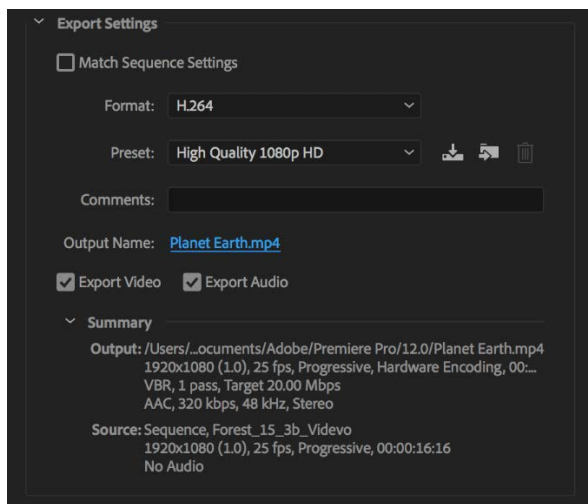 Export Settings
Match Sequence Settings
Format: H.264
Preset: High Quality 1080p HD
Comments:
Output Name: Planet Earth.mp4
Export Video Export Audio
Summary
Output: /Users/...ocuments/Adobe/Premiere Pro/12.0/Planet Earth.mp4
1920x1080 (1.0), 25 fps, Progressive, Hardware Encoding, 00:...
VBR, 1 pass, Target 20.00 Mbps
AAC, 320 kbps, 48 kHz, Stereo
Source: Sequence, Forest_15_3b_Videvo
1920x1080 (1.0), 25 fps, Progressive, 00:00:16:16
No Audio